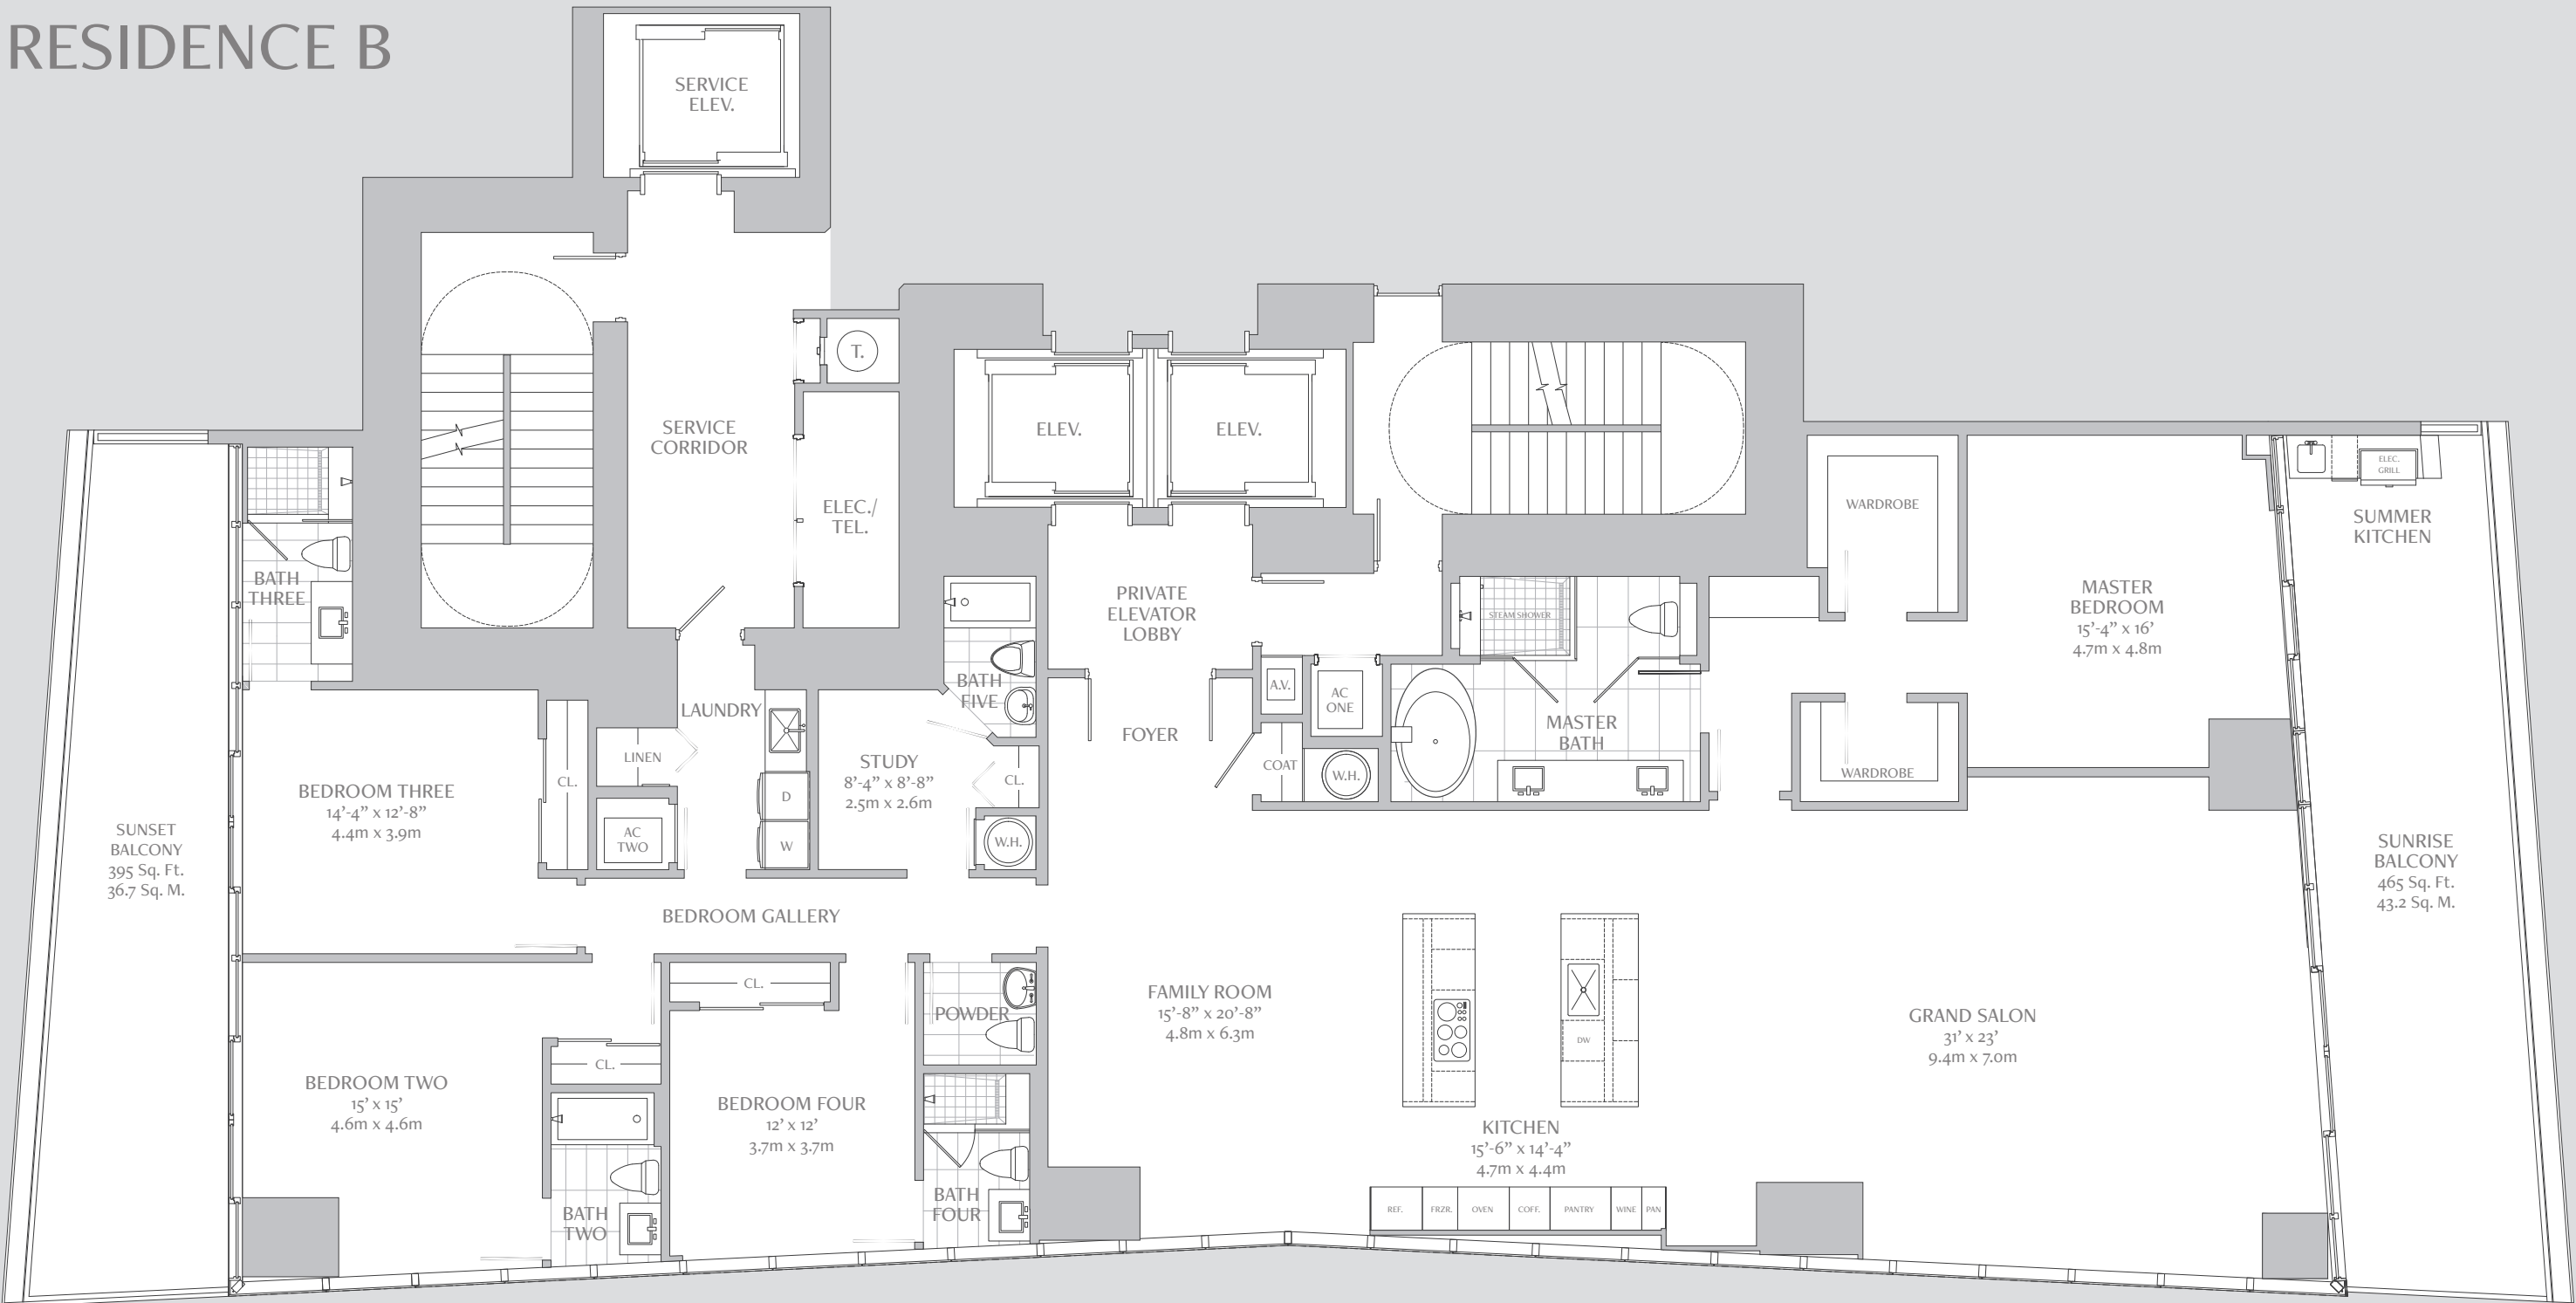 RESIDENCE B
SERVICE
ELEV.
T.
SERVICE
CORRIDOR
ELEC./
TEL.
ELEV.
ELEV.
PRIVATE
ELEVATOR
LOBBY
WARDROBE
ELEC.
GRILL
SUMMER
KITCHEN
BATH
THREE
STEAM SHOWER
MASTER
BEDROOM
15'-4” x 16'
4.7m x 4.8m
BATH
FIVE
LAUNDRY
LINEN
A.V.
AC
ONE
FOYER
MASTER
BATH
COAT
W.H.
WARDROBE
BEDROOM THREE
14'-4” x 12'-8”
4.4m x 3.9m
CL.
AC
TWO
D
W
STUDY
8'-4” x 8'-8”
2.5m x 2.6m
CL.
W.H.
SUNSET
BALCONY
395 Sq. Ft.
36.7 Sq. M.
SUNRISE
BALCONY
465 Sq. Ft.
43.2 Sq. M.
BEDROOM GALLERY
CL.
POWDER
FAMILY ROOM
15'-8” x 20'-8”
4.8m x 6.3m
DW
GRAND SALON
31' x 23'
9.4m x 7.0m
CL.
BEDROOM TWO
15' x 15'
4.6m x 4.6m
BEDROOM FOUR
12' x 12'
3.7m x 3.7m
KITCHEN
15'-6” x 14'-4”
4.7m x 4.4m
BATH
TWO
BATH
FOUR
REF.
FRZR.
OVEN
COFF.
PANTRY
WINE
PAN